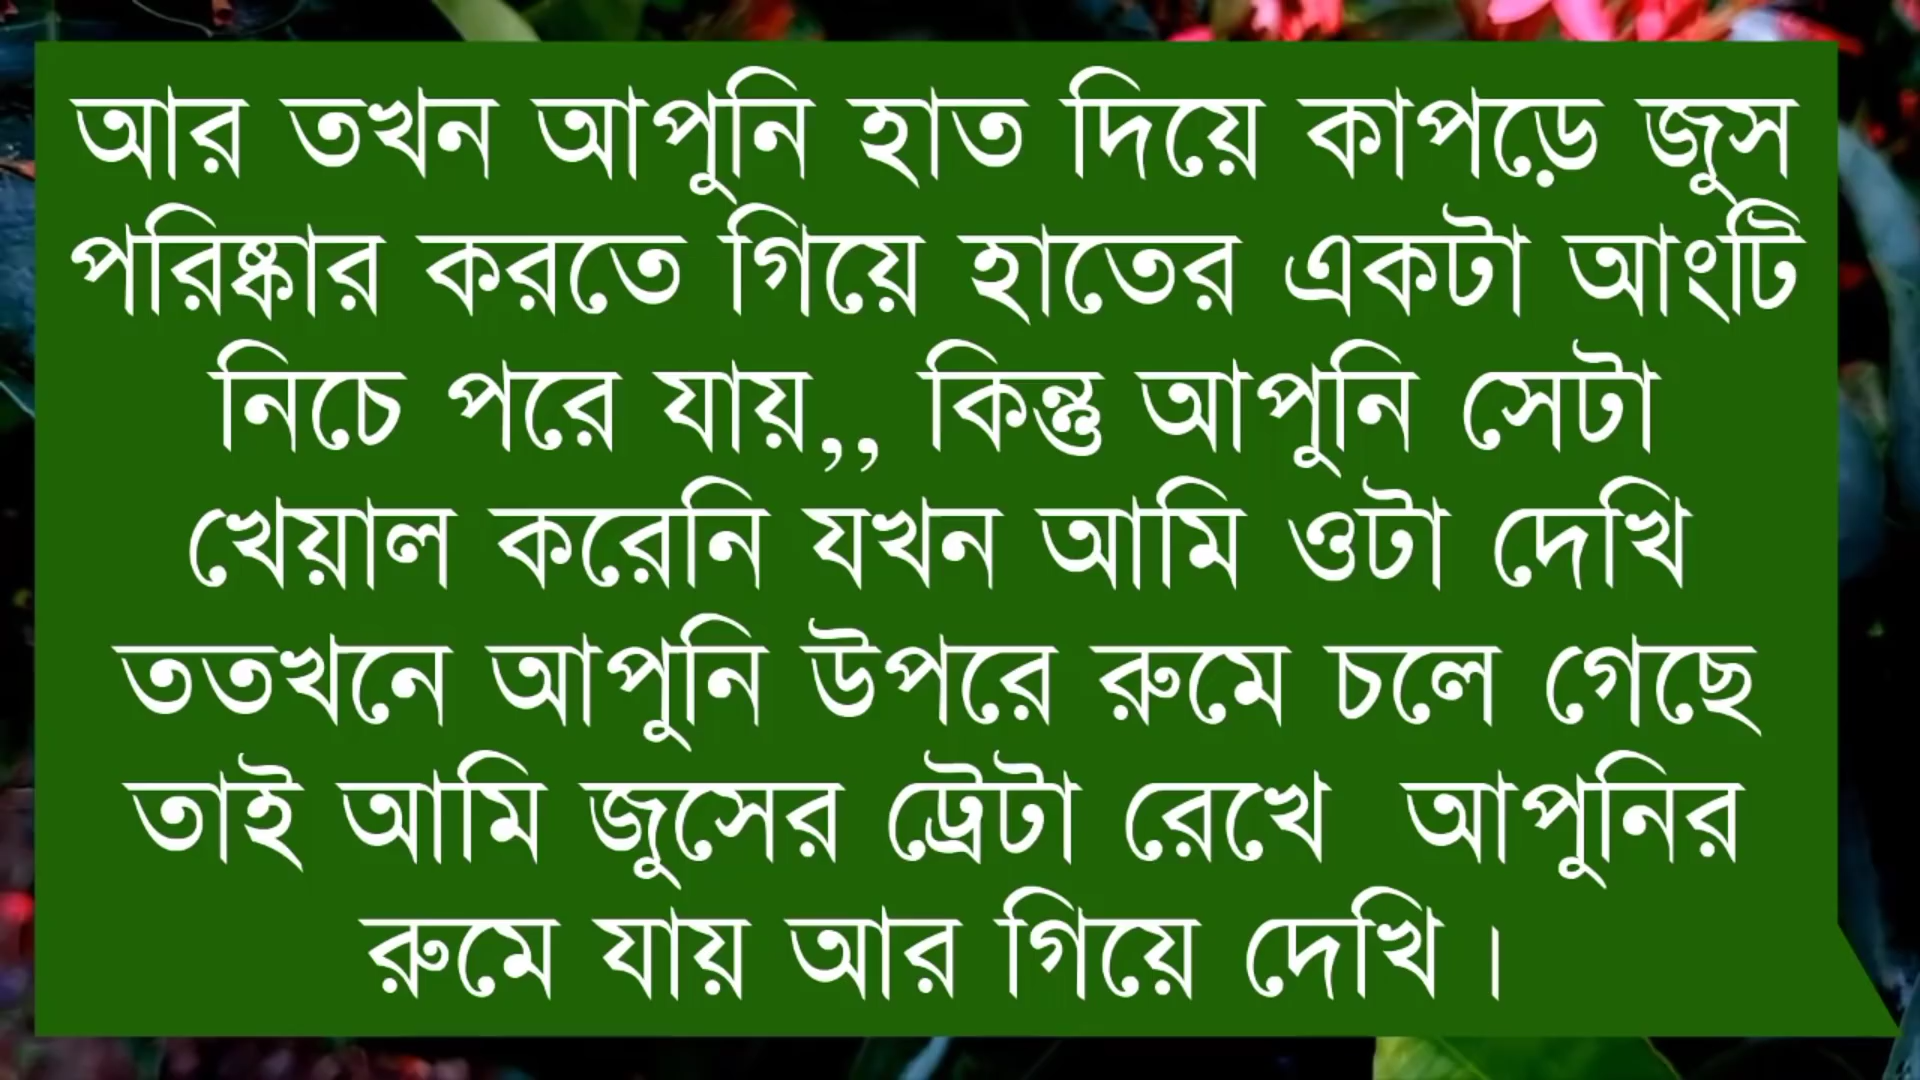 আর তখন আপুনি হাত দিয়ে কাপড়ে জুস
পরিষ্কার করতে গিয়ে হাতের একটা আংটি
নিচে পরে যায়,, কিন্তু আপুনি সেটা
খেয়াল করেনি যখন আমি ওটা দেখি
ততখনে আপুনি উপরে রুমে চলে গেছে
তাই আমি জুসের ট্রেটা রেখে আপুনির
রুমে যায় আর গিয়ে দেখি।